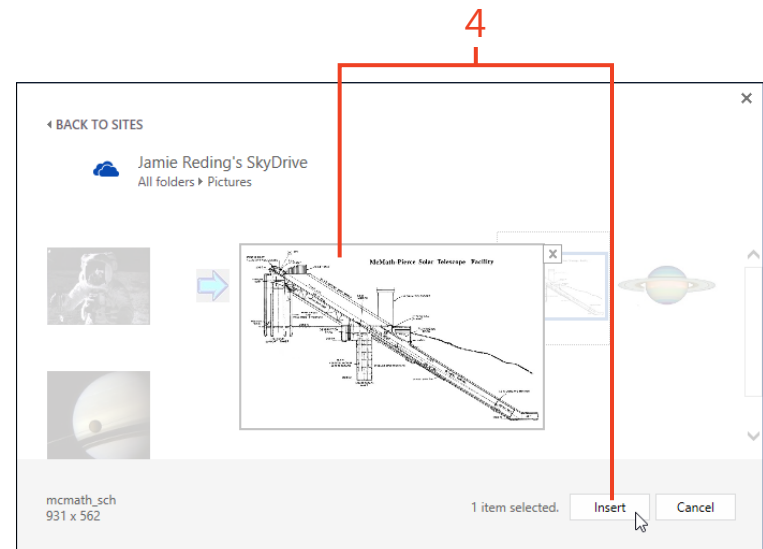 4
BACK TO SITES
Jamie Reding's SkyDrive
All folders Pictures
McMath-Pierce Solar Telescope Facility
mcmath_sch
931 x 562
1 item selected.
Insert
Cancel